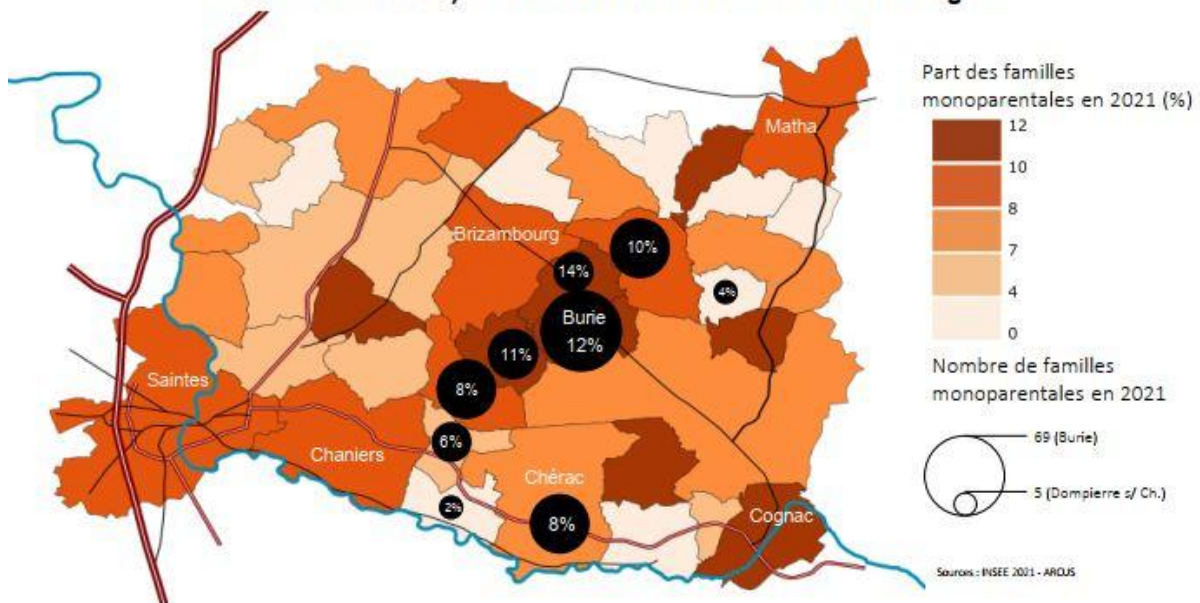 Part des familles
monoparentales en 2021 (%)
12
10
8
7
4
0
Matha
Brizambourg
10%
14%
4%
Burie
12%
11%
8%
Saintes
6%
Chaniers
Chérac
2%
8%
Cognac
Nombre de familles
monoparentales en 2021
69 (Burie)
5 (Dompierre s/ Ch.)
Sources : INSEE 2021 - ARCUS